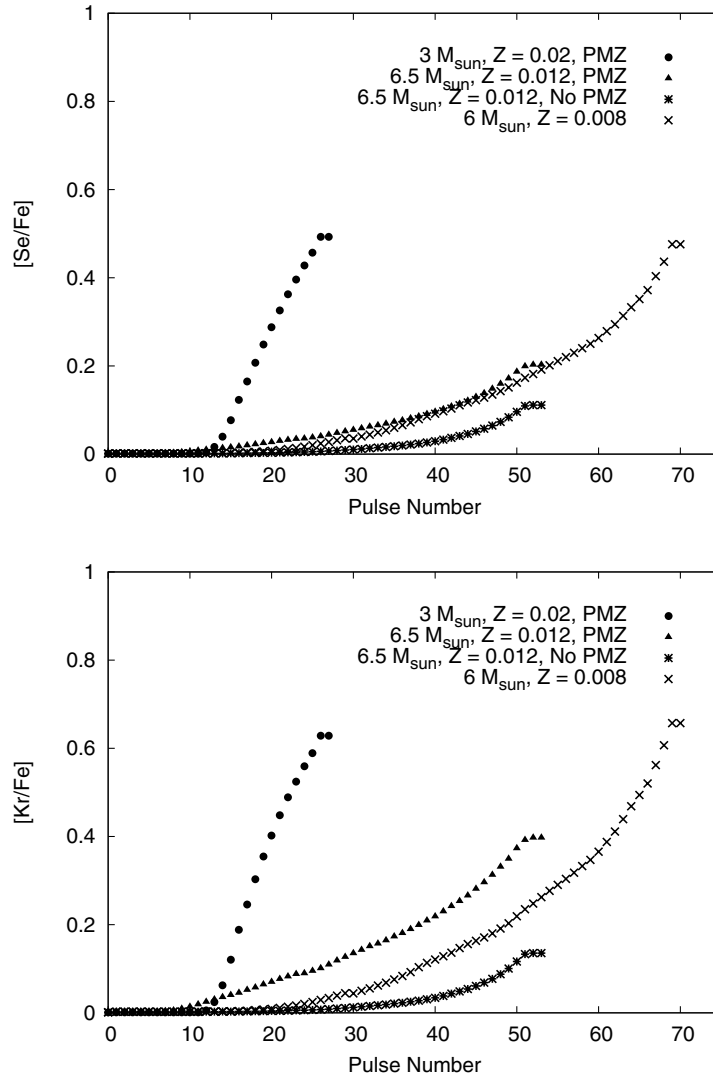 1
0.8
0.6
0.4
0.2
0
[Se/Fe]
3 M_sun, Z = 0.02, PMZ
6.5 M_sun, Z = 0.012, PMZ
6.5 M_sun, Z = 0.012, No PMZ
6 M_sun, Z = 0.008
0 10 20 30 40 50 60 70
Pulse Number
1
0.8
0.6
0.4
0.2
0
[Kr/Fe]
3 M_sun, Z = 0.02, PMZ
6.5 M_sun, Z = 0.012, PMZ
6.5 M_sun, Z = 0.012, No PMZ
6 M_sun, Z = 0.008
0 10 20 30 40 50 60 70
Pulse Number